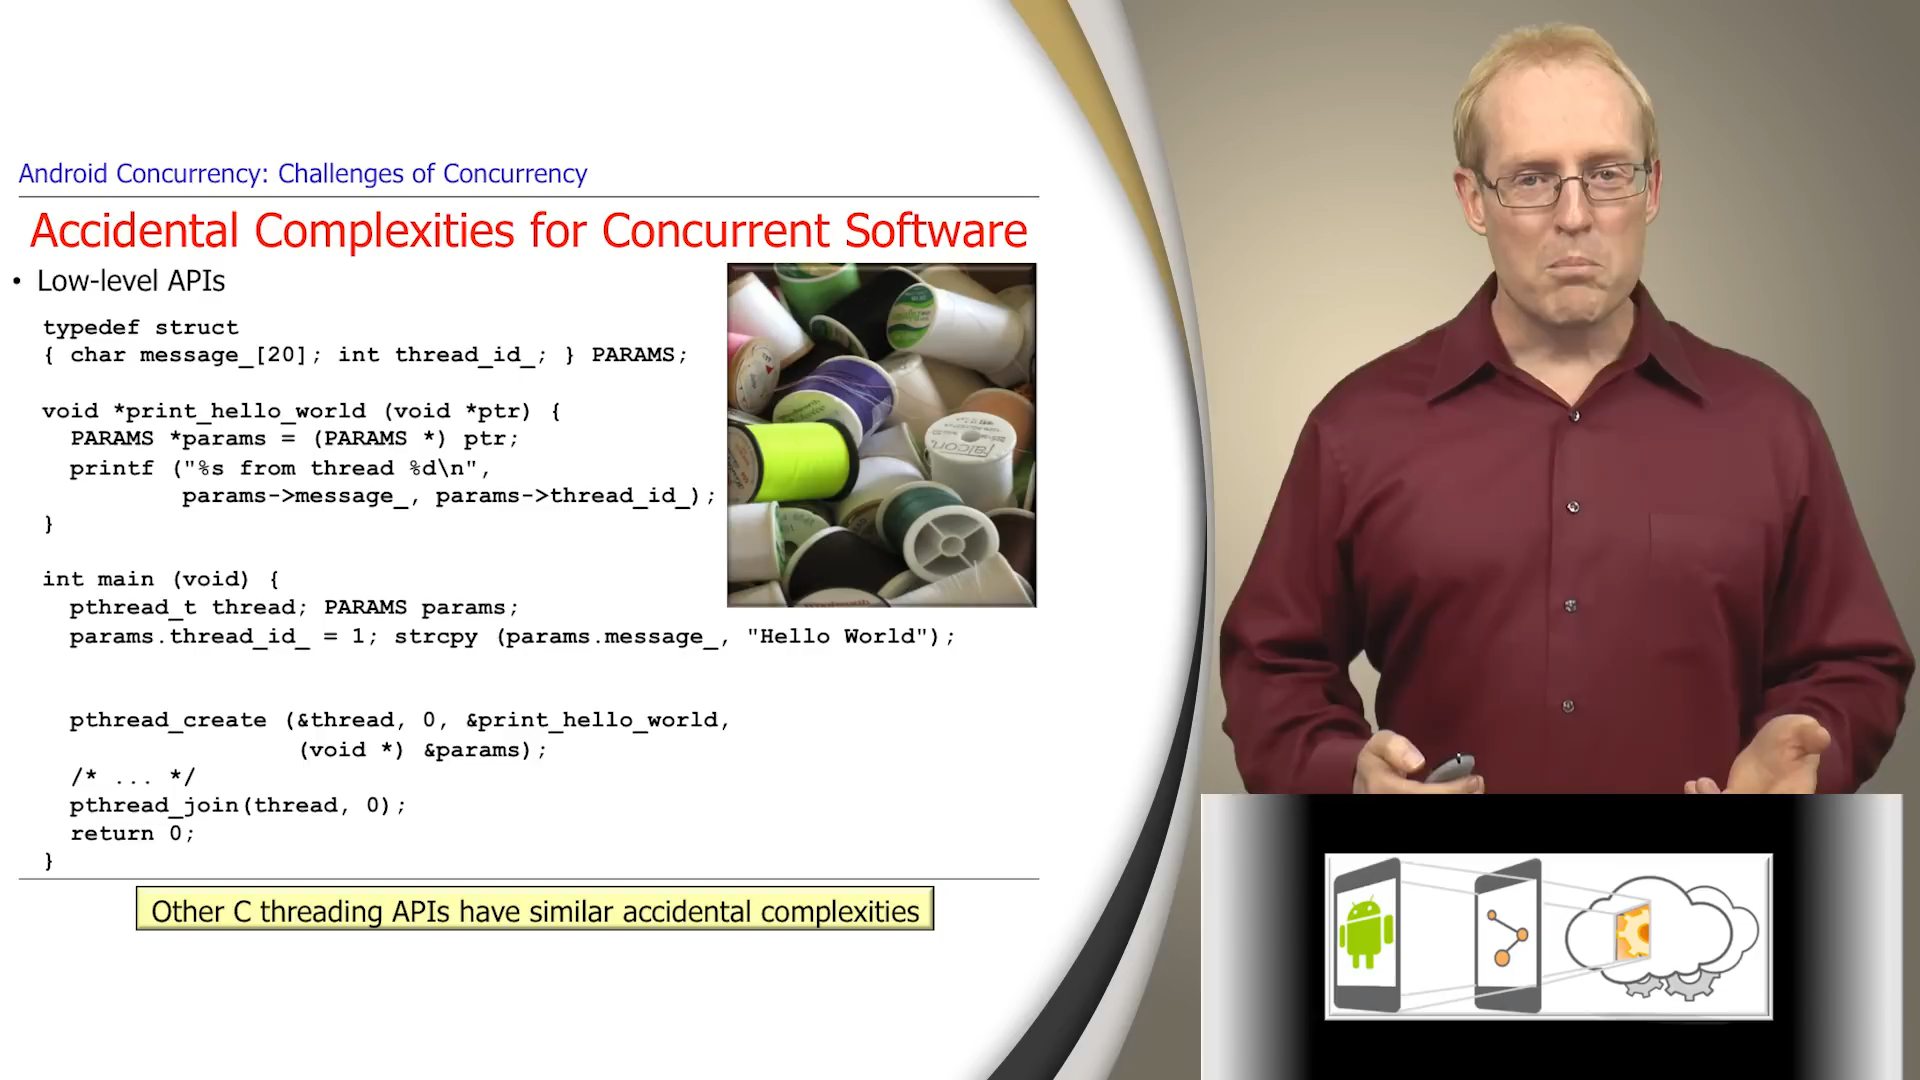 Android Concurrency: Challenges of Concurrency
Accidental Complexities for Concurrent Software
• Low-level APIs
typedef struct
{ char message_[20]; int thread_id_; } PARAMS;
void *print_hello_world (void *ptr) {
PARAMS *params = (PARAMS *) ptr;
printf ("%s from thread %d\n",
params->message_, params->thread_id_);
}
int main (void) {
pthread_t thread; PARAMS params;
params.thread_id_ = 1; strcpy (params.message_, "Hello World");
pthread_create (&thread, 0, &print_hello_world,
(void *) &params);
/* ... */
pthread_join(thread, 0);
return 0;
}
Other C threading APIs have similar accidental complexities